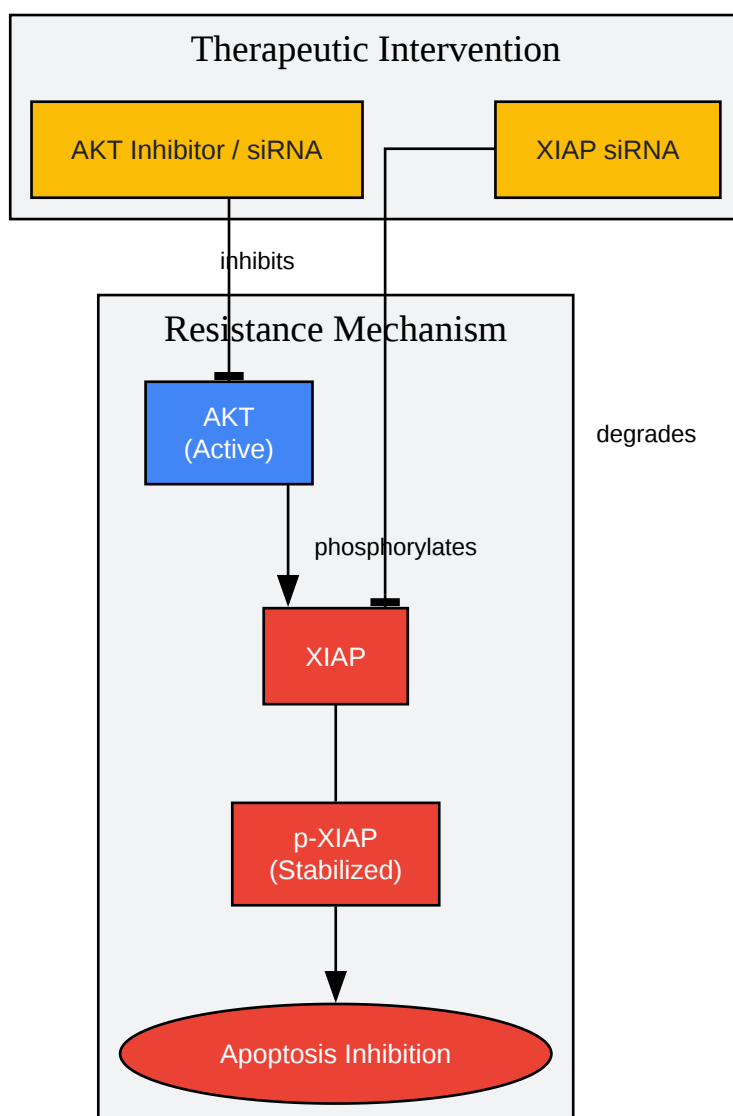 Therapeutic Intervention
AKT Inhibitor / siRNA
XIAP siRNA
inhibits
Resistance Mechanism
AKT
(Active)
degrades
phosphorylates
XIAP
p-XIAP
(Stabilized)
Apoptosis Inhibition